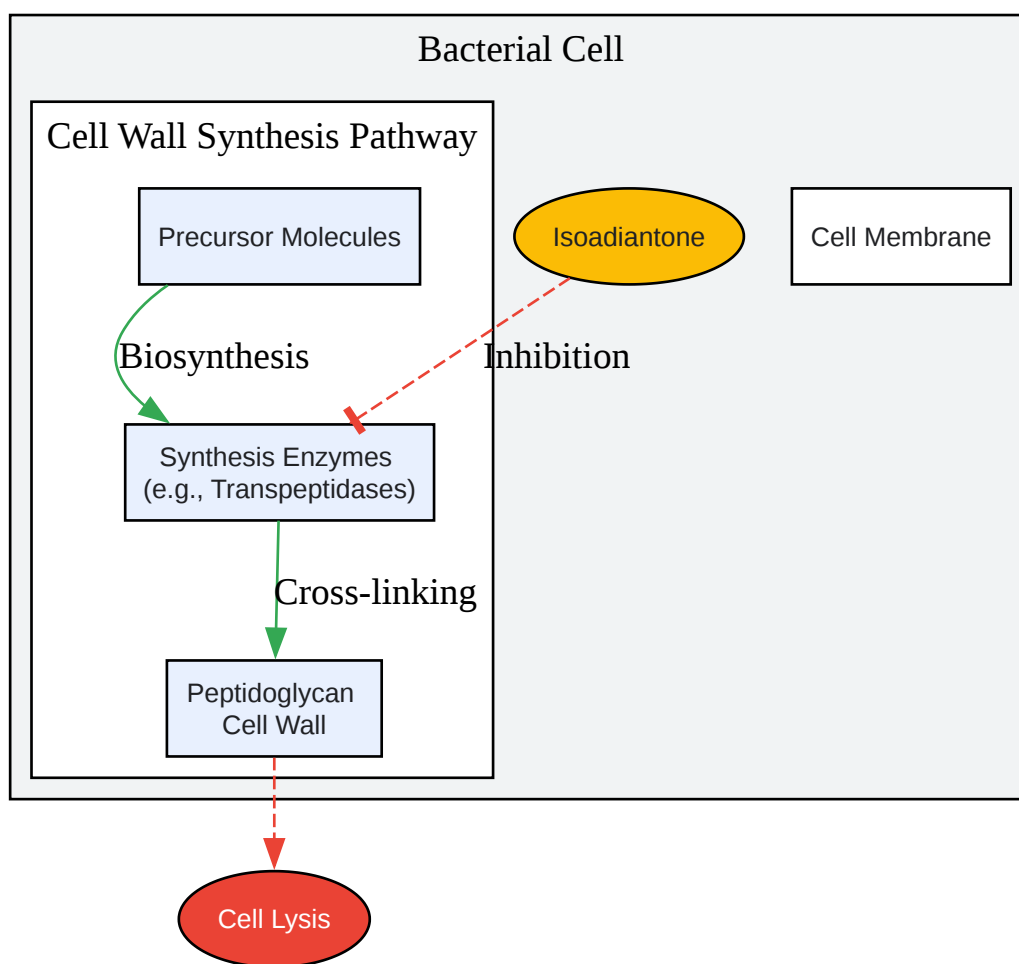 Bacterial Cell
Cell Wall Synthesis Pathway
Precursor Molecules
Isoadiantone
Cell Membrane
Biosynthesis
Inhibition
Synthesis Enzymes
(e.g., Transpeptidases)
Cross-linking
Peptidoglycan
Cell Wall
Cell Lysis